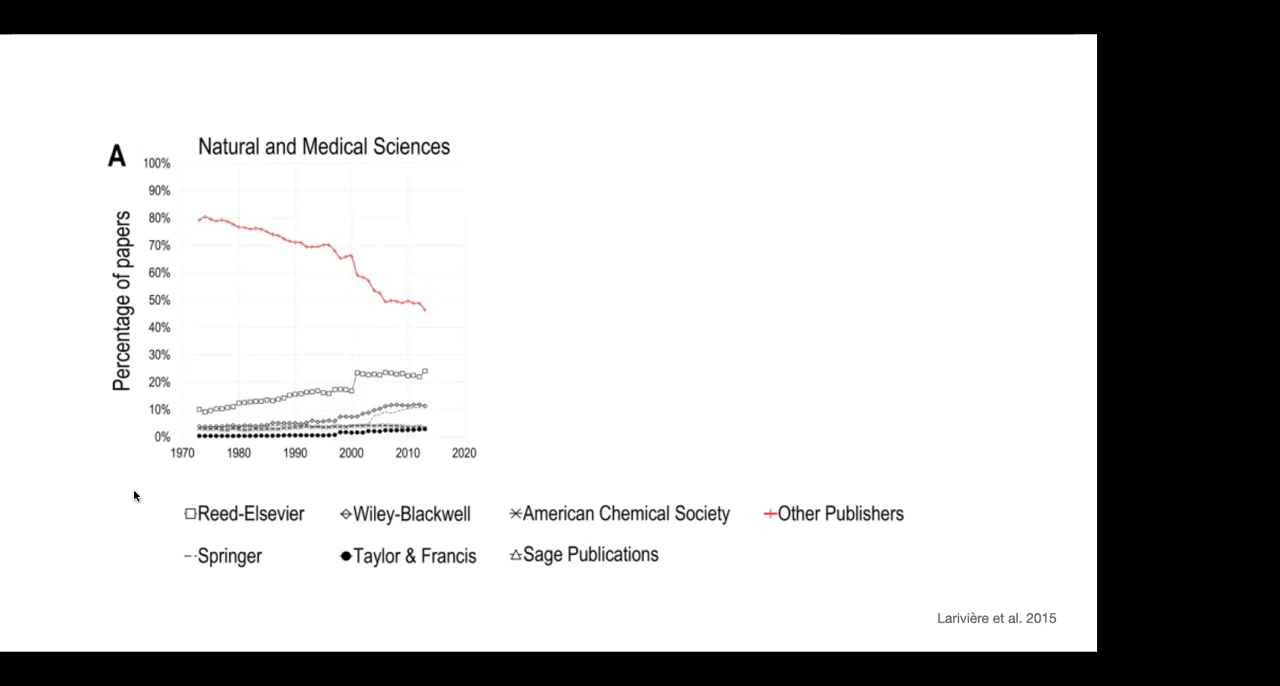 A
Natural and Medical Sciences
Percentage of papers
100%
90%
80%
70%
60%
50%
40%
30%
20%
10%
0%
1970 1980 1990 2000 2010 2020
Reed-Elsevier Wiley-Blackwell American Chemical Society Other Publishers
Springer Taylor & Francis Sage Publications
Larivière et al. 2015